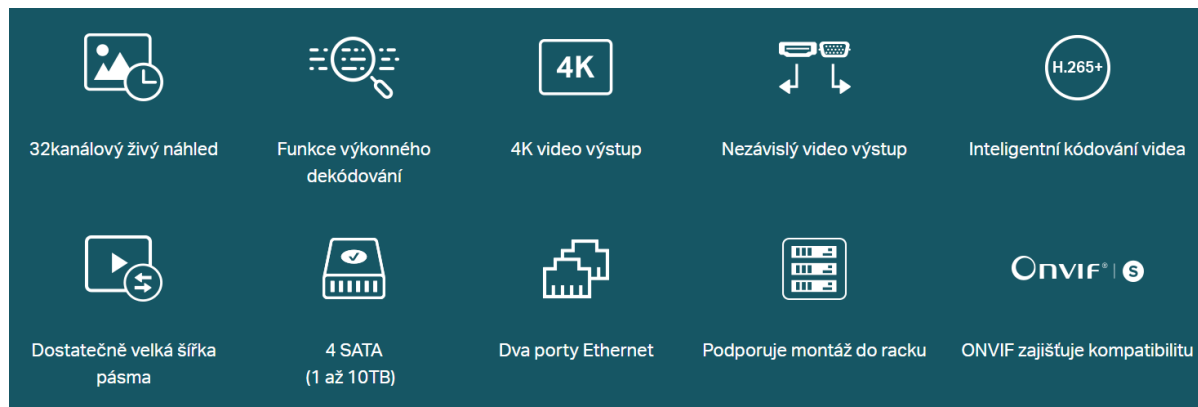 4K
H.265+
32kanálový živý náhled
Funkce výkonného
dekódování
4K video výstup
Nezávislý video výstup
Inteligentní kódování videa
ONVIF® | S
Dostatečně velká šířka
pásma
4 SATA
(1 až 10TB)
Dva porty Ethernet
Podporuje montáž do racku
ONVIF zajišťuje kompatibilitu